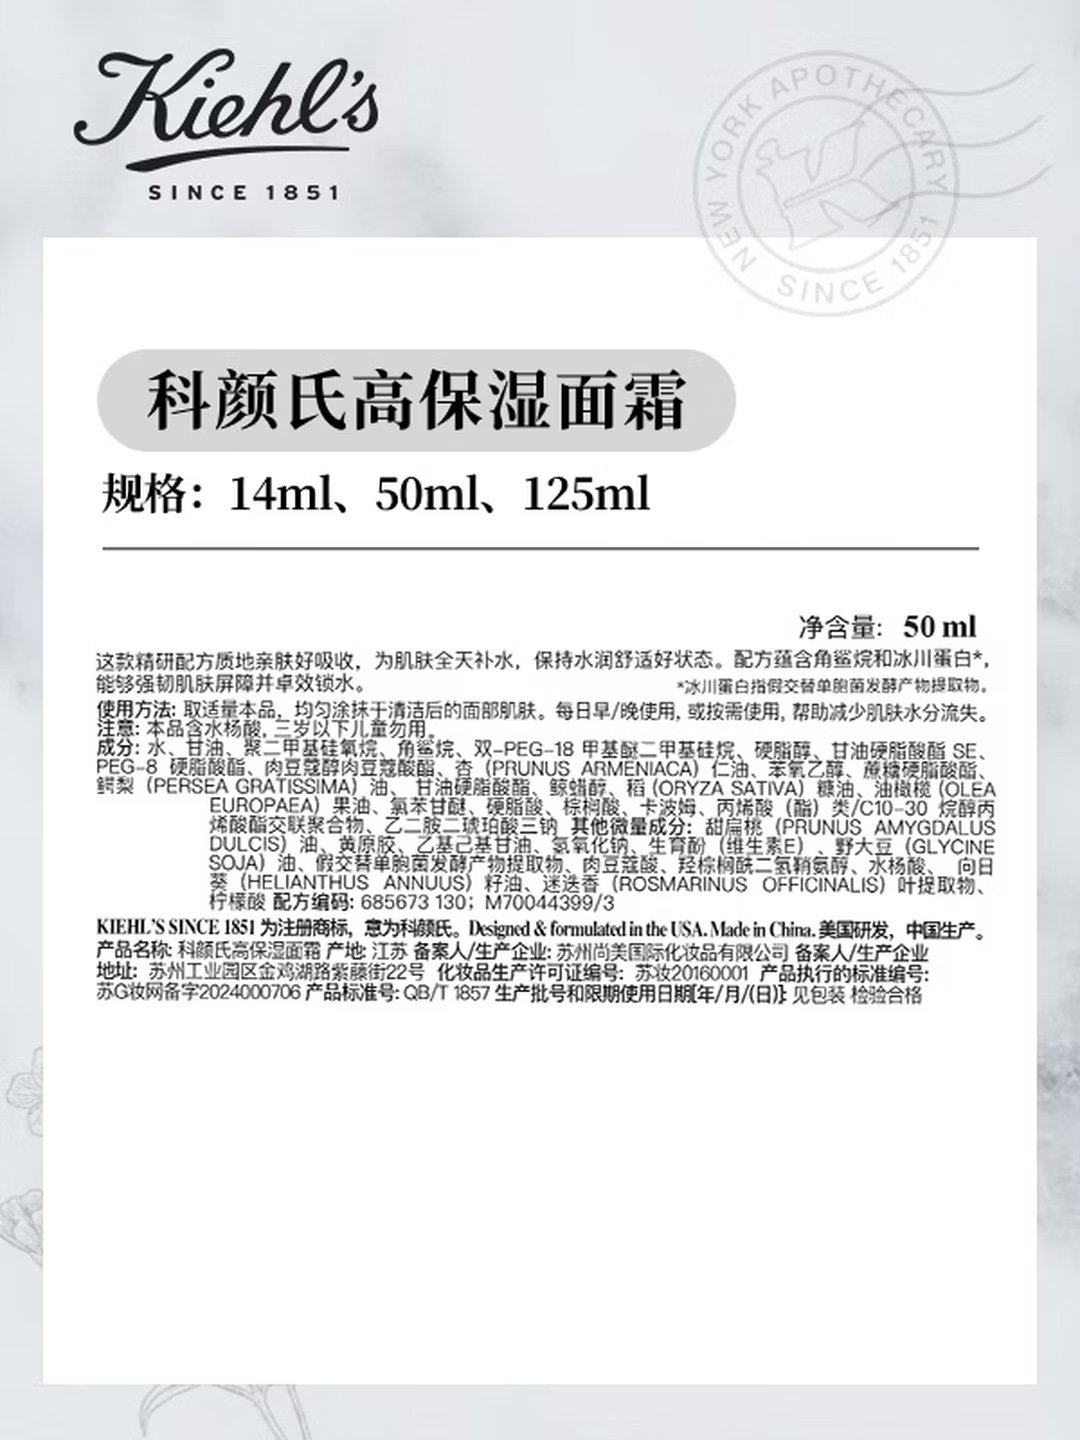 Kiehl's
SINCE 1851
NEW YORK APOTHECARY
SINCE 1851
科颜氏高保湿面霜
规格：14ml、50ml、125ml
净含量: 50 ml
这款精研配方质地亲肤好吸收，为肌肤全天补水，保持水润舒适好状态。配方蕴含角鲨烷和冰川蛋白*，
能够强韧肌肤屏障并卓效锁水。 *冰川蛋白指假交替单胞菌发酵产物提取物。
使用方法: 取适量本品，均匀涂抹于清洁后的面部肌肤。每日早/晚使用, 或按需使用, 帮助减少肌肤水分流失。
注意: 本品含水杨酸, 三岁以下儿童勿用。
成分: 水、甘油、聚二甲基硅氧烷、角鲨烷、双-PEG-18 甲基醚二甲基硅烷、硬脂醇、甘油硬脂酸酯 SE、
PEG-8 硬脂酸酯、肉豆蔻醇肉豆蔻酸酯、杏（PRUNUS ARMENIACA）仁油、苯氧乙醇、蔗糖硬脂酸酯、
鳄梨（PERSEA GRATISSIMA）油、甘油硬脂酸酯、鲸蜡醇、稻 (ORYZA SATIVA) 糠油、油橄榄 (OLEA
EUROPAEA）果油、氯苯甘醚、硬脂酸、棕榈酸、卡波姆、丙烯酸（酯）类/C10-30 烷醇丙
烯酸酯交联聚合物、乙二胺二琥珀酸三钠 其他微量成分: 甜扁桃（PRUNUS AMYGDALUS
DULCIS）油、黄原胶、乙基己基甘油、氢氧化钠、生育酚（维生素E）、野大豆（GLYCINE
SOJA）油、假交替单胞菌发酵产物提取物、肉豆蔻酸、羟棕榈酰二氢鞘氨醇、水杨酸、 向日
葵（HELIANTHUS ANNUUS）籽油、迷迭香（ROSMARINUS OFFICINALIS）叶提取物、
柠檬酸 配方编码: 685673 130；M70044399/3
KIEHL'S SINCE 1851 为注册商标，意为科颜氏。Designed & formulated in the USA. Made in China. 美国研发，中国生产。
产品名称: 科颜氏高保湿面霜 产地: 江苏 备案人/生产企业: 苏州尚美国际化妆品有限公司 备案人/生产企业
地址: 苏州工业园区金鸡湖路紫藤街22号 化妆品生产许可证编号: 苏妆20160001 产品执行的标准编号:
苏G妆网备字2024000706 产品标准号: QB/T 1857 生产批号和限期使用日期[年/月/(日)]: 见包装 检验合格